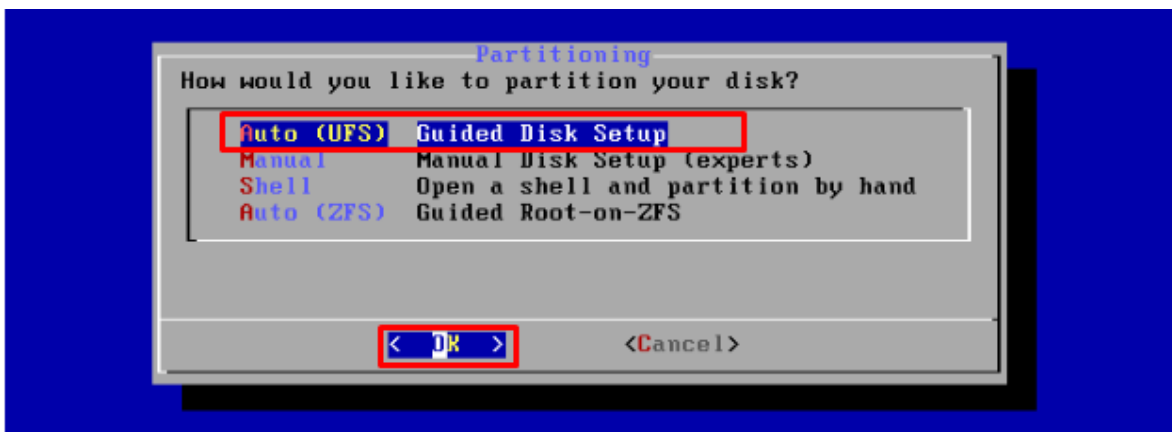 Partitioning
How would you like to partition your disk?
Auto (UFS) Guided Disk Setup
Manual Manual Disk Setup (experts)
Shell Open a shell and partition by hand
Auto (ZFS) Guided Root-on-ZFS
< OK > <Cancel>